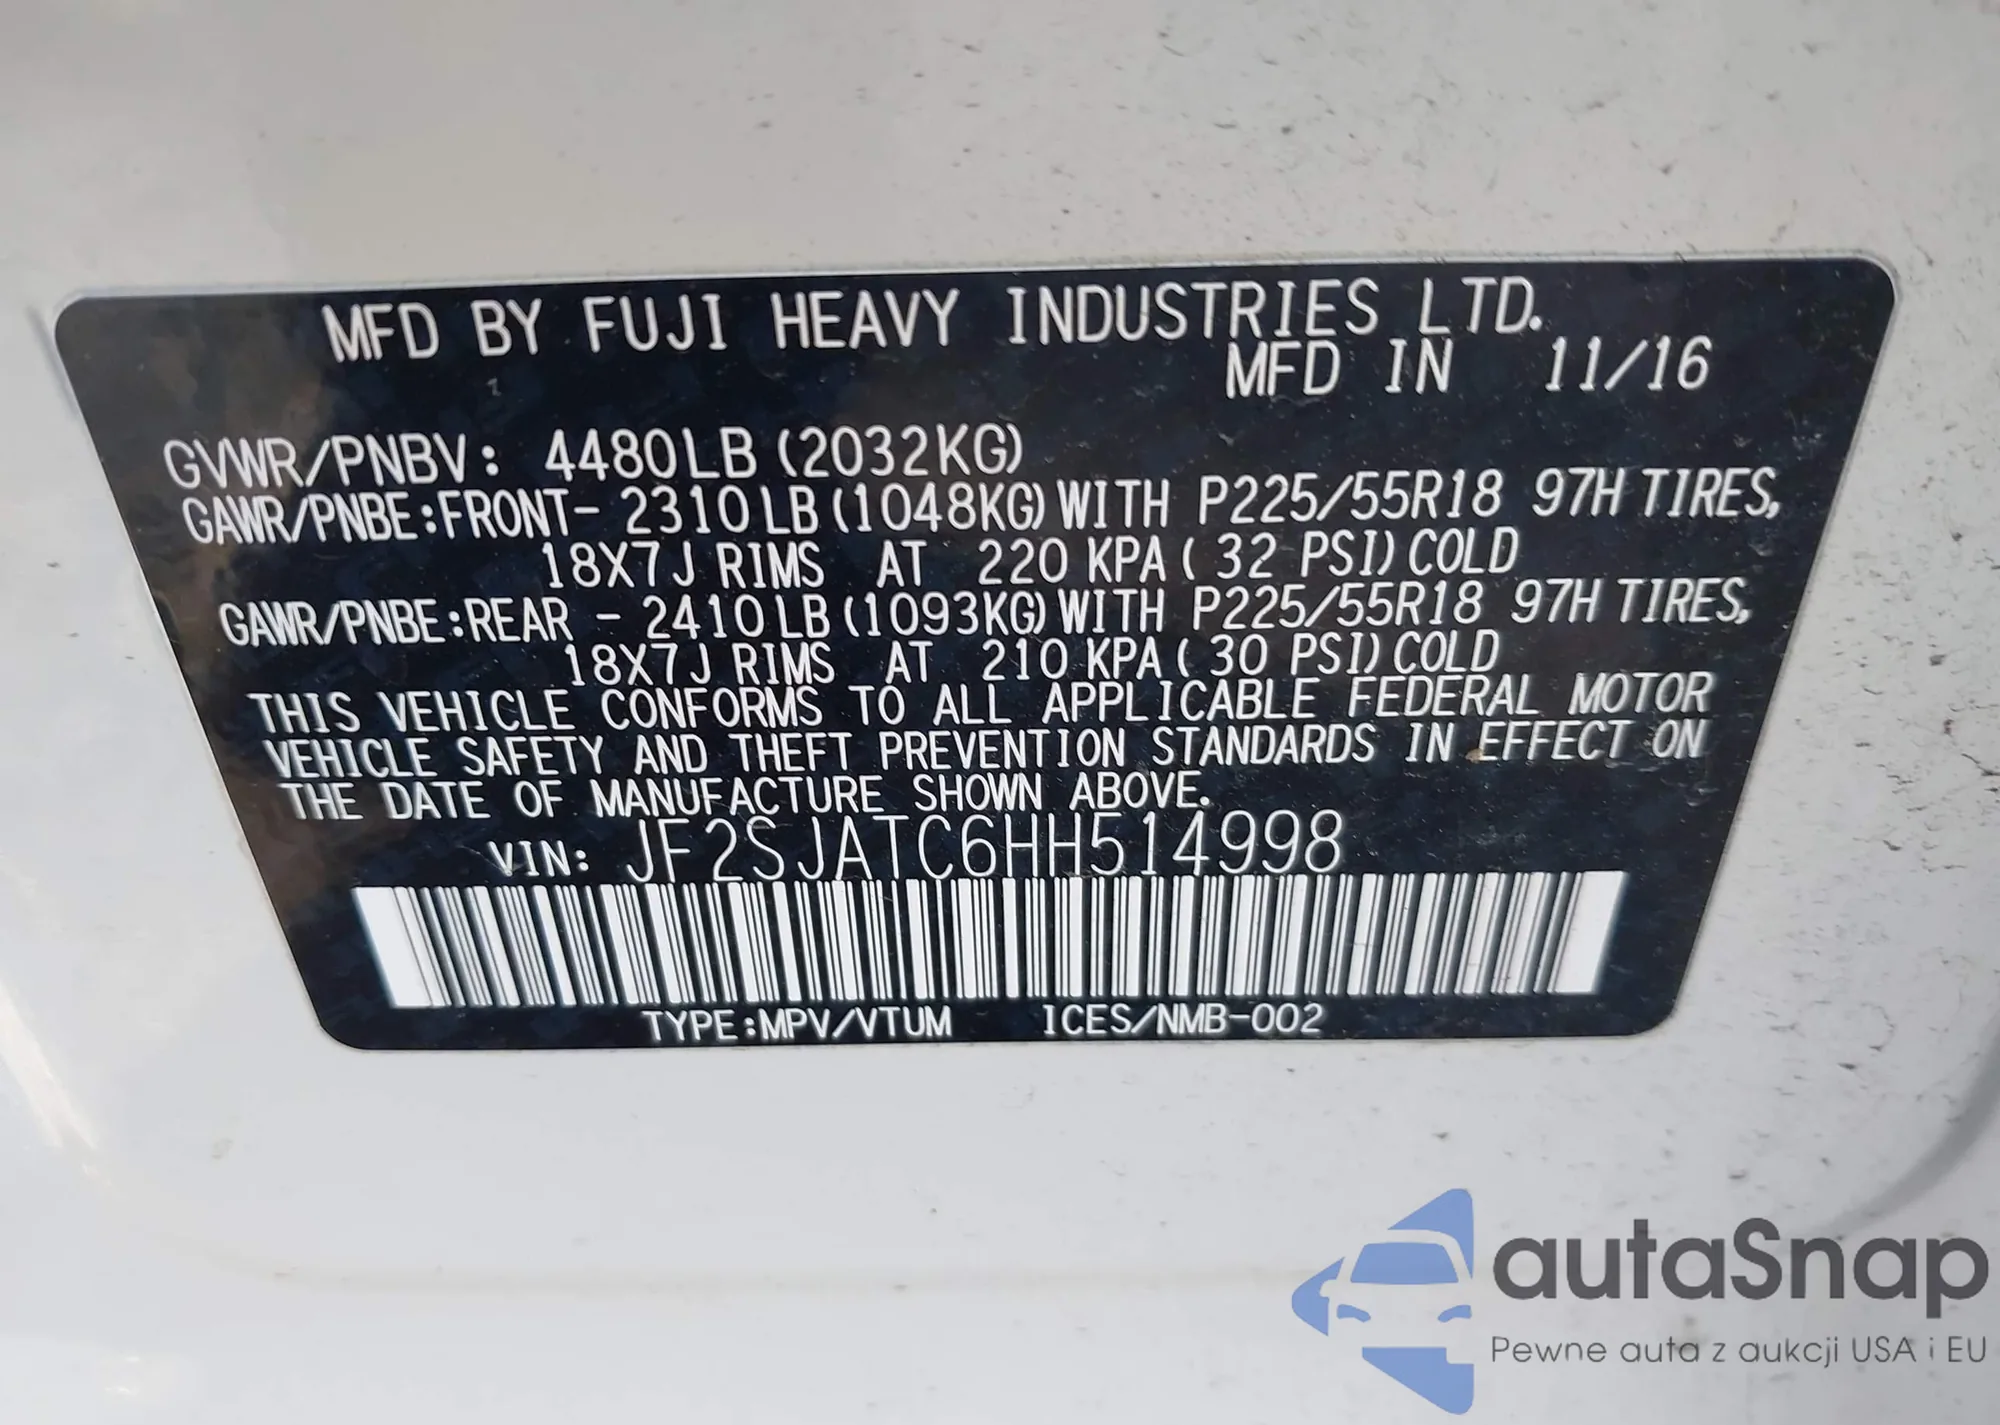 MFD BY FUJI HEAVY INDUSTRIES LTD.
MFD IN 11/16
GVWR/PNBV: 4480LB (2032KG)
GAWR/PNBE:FRONT- 2310LB (1048KG) WITH P225/55R18 97H TIRES,
18X7J RIMS AT 220 KPA ( 32 PSI) COLD
GAWR/PNBE:REAR - 2410LB (1093KG) WITH P225/55R18 97H TIRES,
18X7J RIMS AT 210 KPA ( 30 PSI) COLD
THIS VEHICLE CONFORMS TO ALL APPLICABLE FEDERAL MOTOR
VEHICLE SAFETY AND THEFT PREVENTION STANDARDS IN EFFECT ON
THE DATE OF MANUFACTURE SHOWN ABOVE.
VIN: JF2SJATC6HH514998
TYPE:MPV/VTUM ICES/NMB-002
autaSnap
Pewne auta z aukcji USA i EU